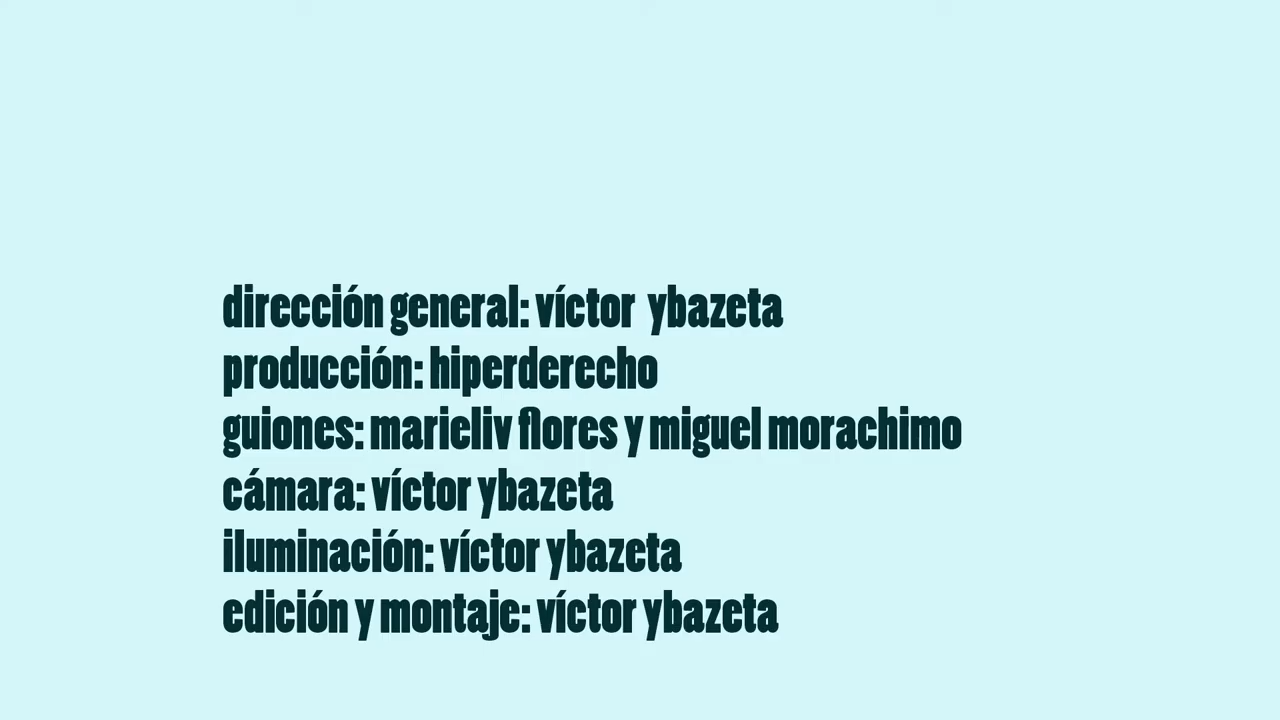 dirección general: víctor ybazeta
producción: hiperderecho
guiones: marieliv flores y miguel morachimo
cámara: víctor ybazeta
iluminación: víctor ybazeta
edición y montaje: víctor ybazeta